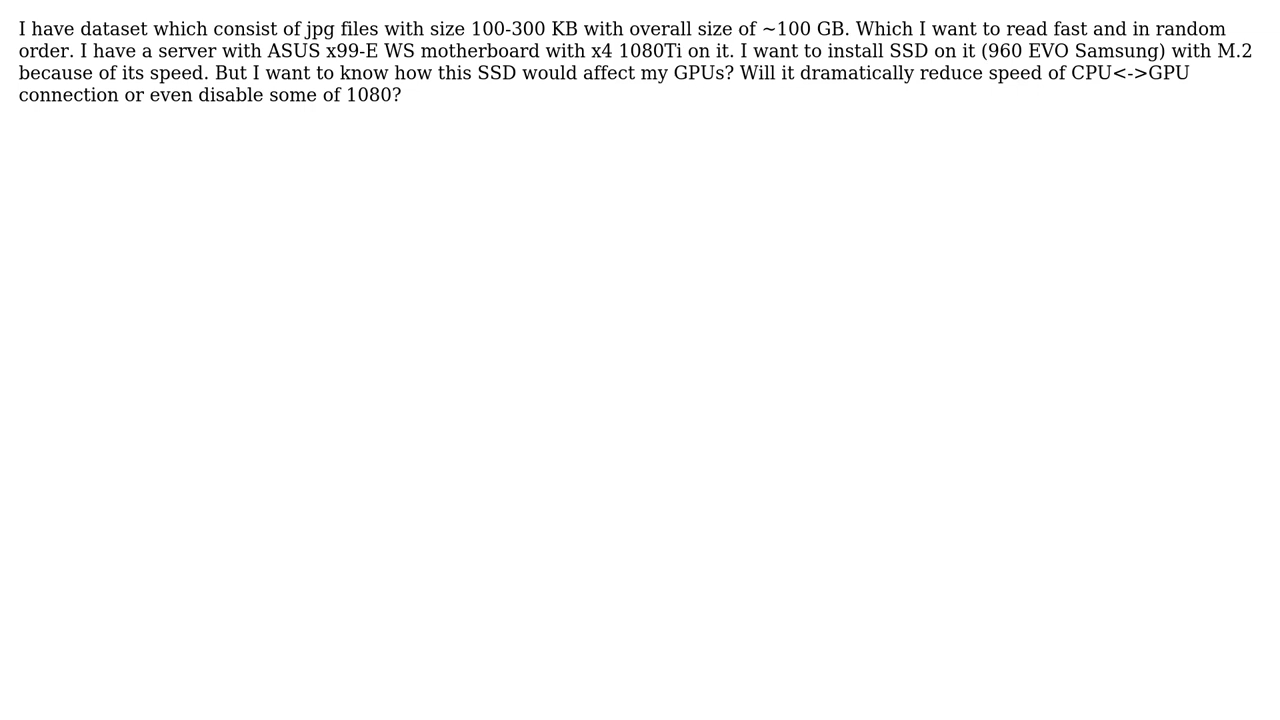 I have dataset which consist of jpg files with size 100-300 KB with overall size of ~100 GB. Which I want to read fast and in random
order. I have a server with ASUS x99-E WS motherboard with x4 1080Ti on it. I want to install SSD on it (960 EVO Samsung) with M.2
because of its speed. But I want to know how this SSD would affect my GPUs? Will it dramatically reduce speed of CPU<->GPU
connection or even disable some of 1080?